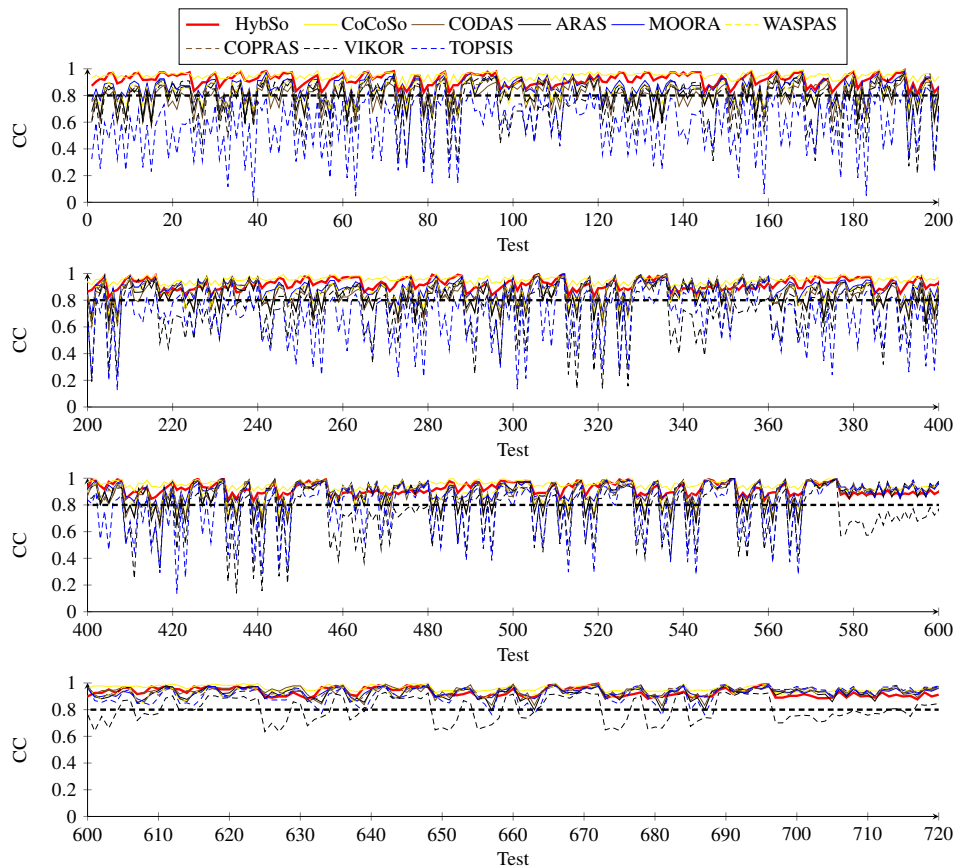 HybSo CoCoSo CODAS ARAS MOORA WASPAS
COPRAS VIKOR TOPSIS
1
0.8
0.6
0.4
0.2
0
CC
0 20 40 60 80 100 120 140 160 180 200
Test
1
0.8
0.6
0.4
0.2
0
CC
200 220 240 260 280 300 320 340 360 380 400
Test
1
0.8
0.6
0.4
0.2
0
CC
400 420 440 460 480 500 520 540 560 580 600
Test
1
0.8
0.6
0.4
0.2
0
CC
600 610 620 630 640 650 660 670 680 690 700 710 720
Test